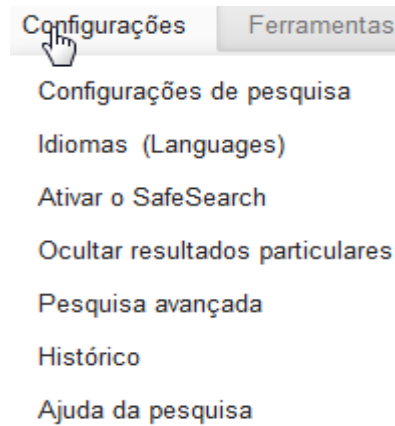 Configurações Ferramentas
Configurações de pesquisa
Idiomas (Languages)
Ativar o SafeSearch
Ocultar resultados particulares
Pesquisa avançada
Histórico
Ajuda da pesquisa